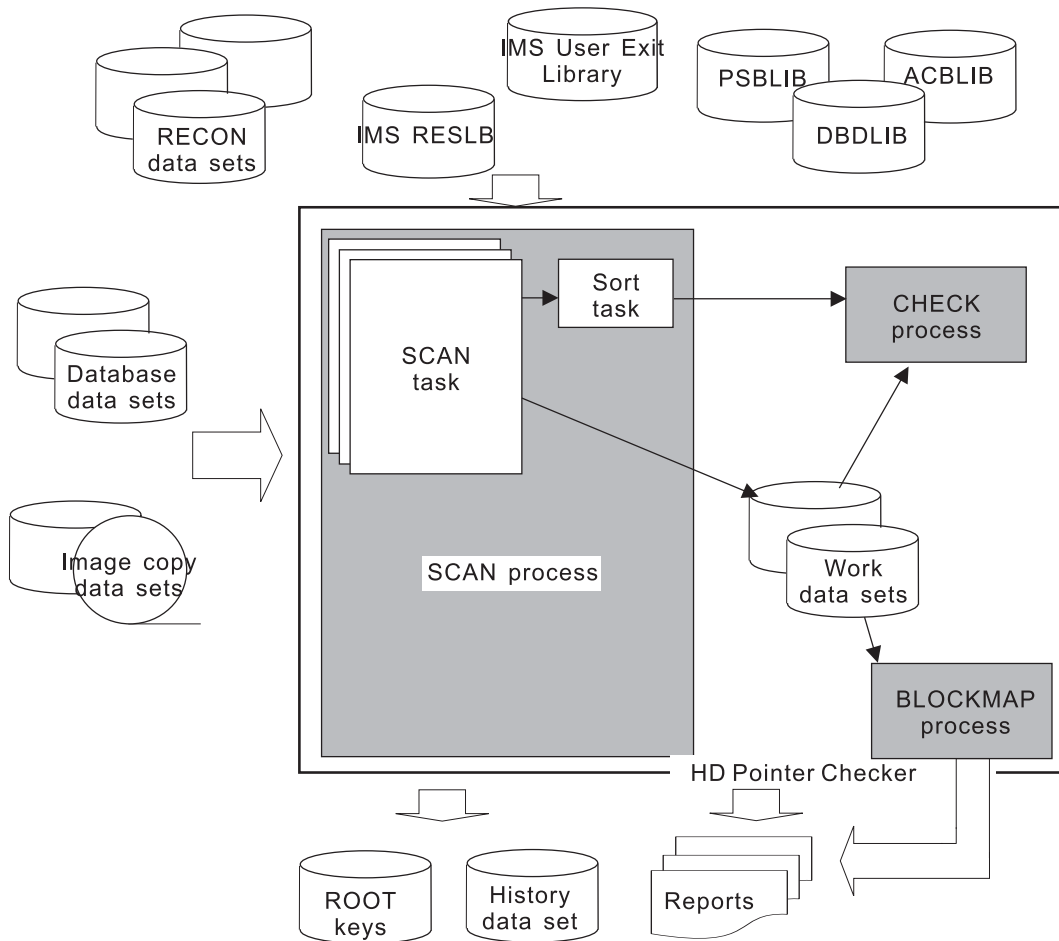 IMS User Exit
Library
PSBLIB
ACBLIB
RECON
data sets
IMS RESLB
DBDLIB
Sort
task
CHECK
process
SCAN
task
Database
data sets
Image copy
data sets
SCAN process
Work
data sets
BLOCKMAP
process
HD Pointer Checker
ROOT
keys
History
data set
Reports